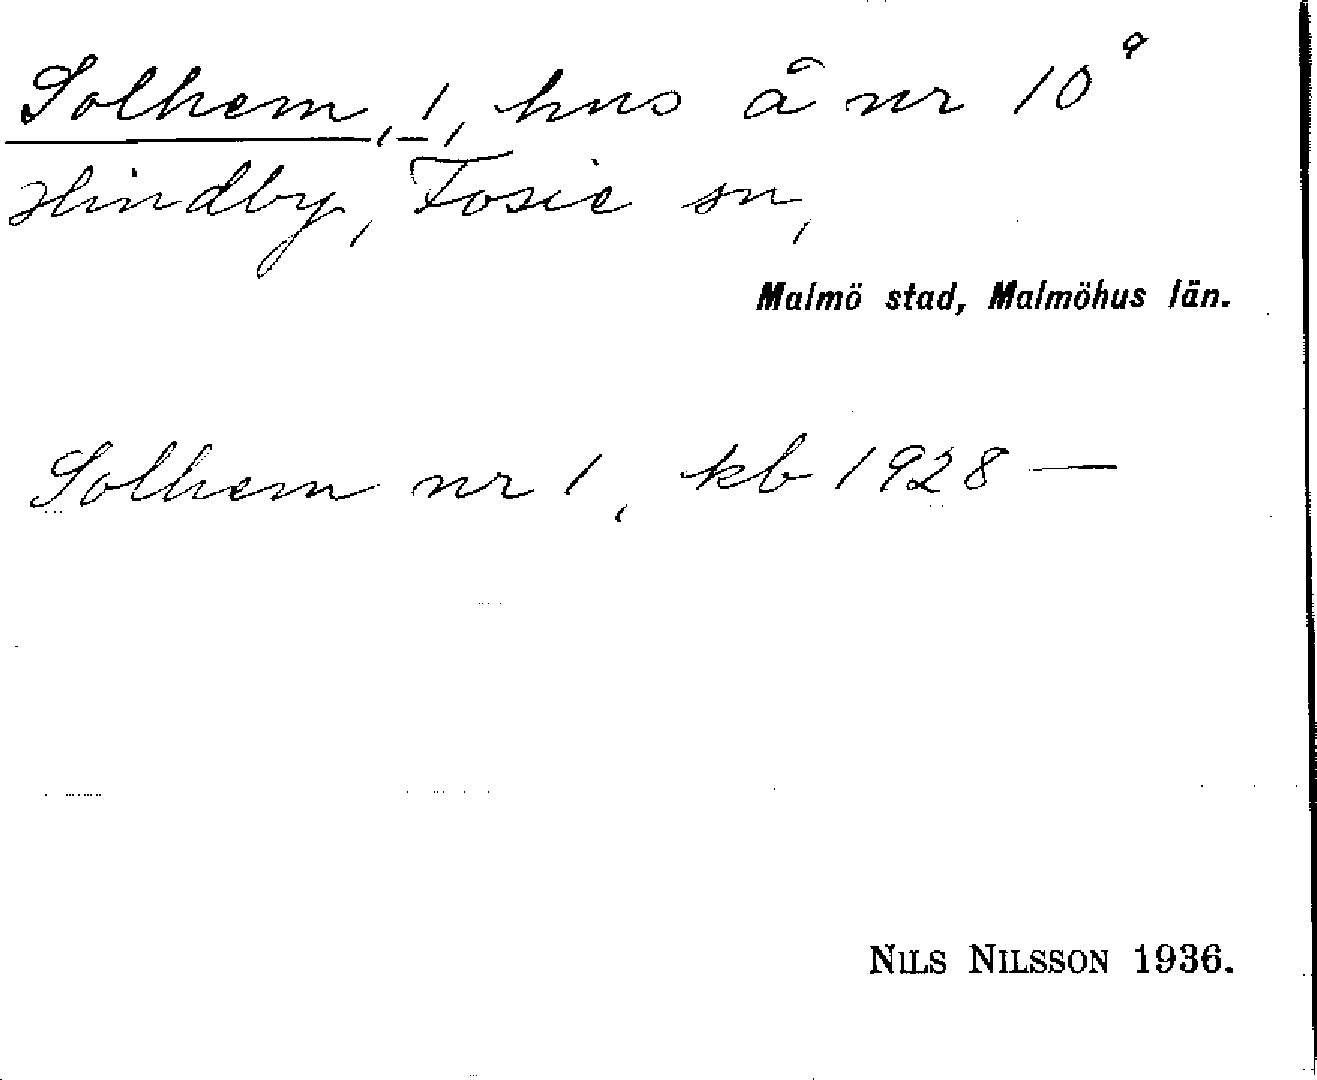 Solhem, 1, hus å nr 10ª
Hindby, Fosie sn,
Malmö stad, Malmöhus län.
Solhem nr 1, kb 1928 —
NILS NILSSON 1936.